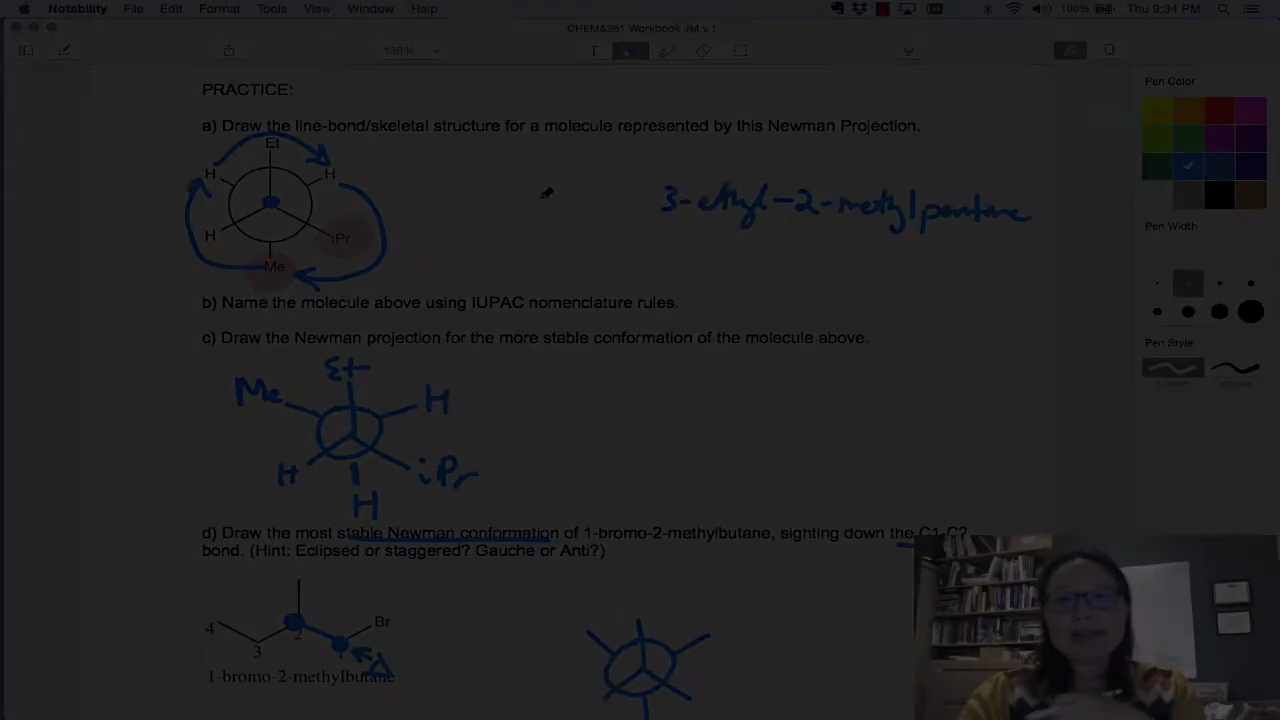 Notability File Edit Format Tools View Window Help 100% Thu 9:34 PM
CHEM&261 Workbook JM v.1
139% T
PRACTICE:
Pen Color
a) Draw the line-bond/skeletal structure for a molecule represented by this Newman Projection.
Et
H H
3-ethyl-2-methylpentane
Pen Width
H iPr
Me
b) Name the molecule above using IUPAC nomenclature rules.
c) Draw the Newman projection for the more stable conformation of the molecule above.
Pen Style
Et
Me H
H iPr
H
d) Draw the most stable Newman conformation of 1-bromo-2-methylbutane, sighting down the C1-C?
bond. (Hint: Eclipsed or staggered? Gauche or Anti?)
Br
4 2
3
1-bromo-2-methylbutane